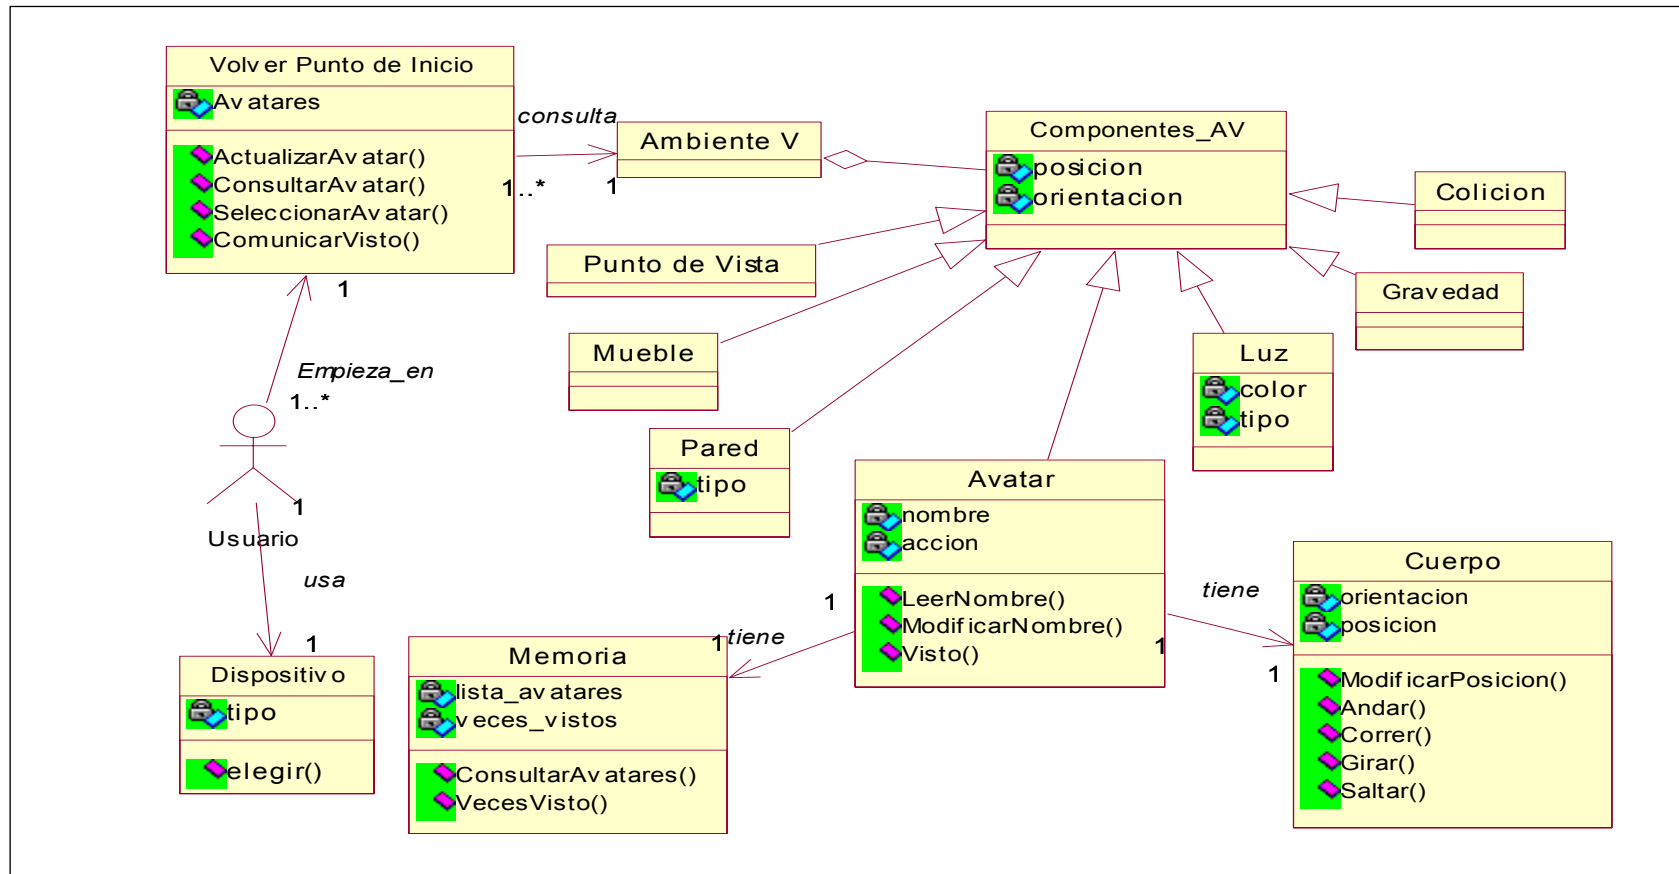 Volver Punto de Inicio
Avatares
ActualizarAvatar()
ConsultarAvatar()
SeleccionarAvatar()
ComunicarVisto()
consulta
1..*
1
Ambiente V
Componentes_AV
posicion
orientacion
Colicion
Punto de Vista
Gravedad
Mueble
Luz
color
tipo
Pared
tipo
1
Empieza_en
1..*
Usuario
1
usa
1
Dispositivo
tipo
elegir()
Avatar
nombre
accion
LeerNombre()
ModificarNombre()
Visto()
1
1
tiene
Memoria
lista_avatares
veces_vistos
ConsultarAvatares()
VecesVisto()
tiene
1
1
Cuerpo
orientacion
posicion
ModificarPosicion()
Andar()
Correr()
Girar()
Saltar()